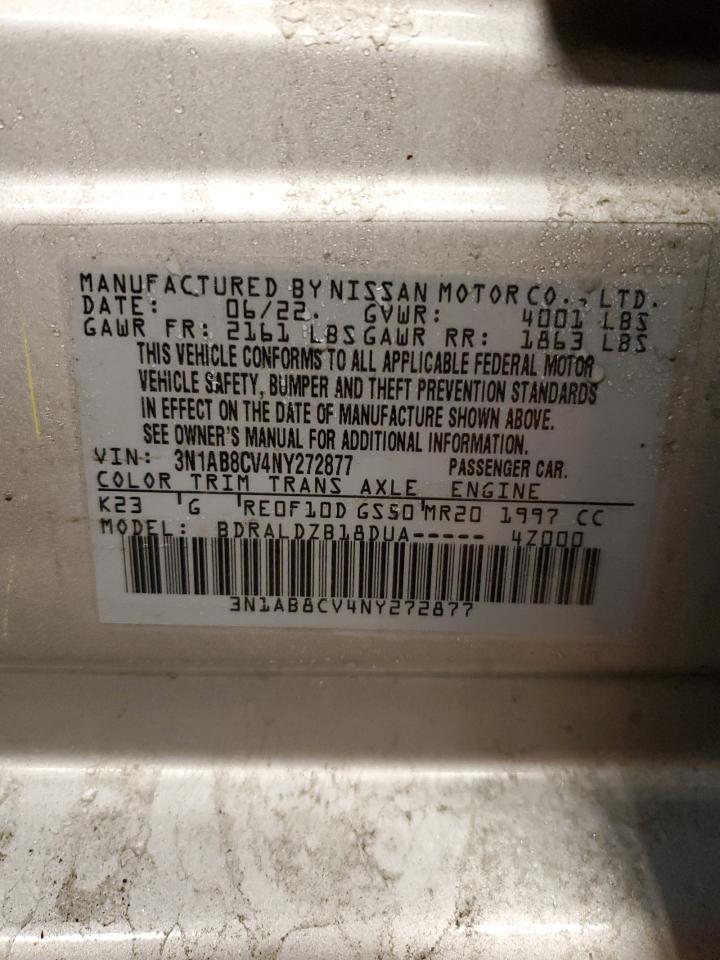 MANUFACTURED BY NISSAN MOTOR CO., LTD.
DATE: 06/22. GVWR: 4001 LBS
GAWR FR: 2161 LBS GAWR RR: 1863 LBS
THIS VEHICLE CONFORMS TO ALL APPLICABLE FEDERAL MOTOR
VEHICLE SAFETY, BUMPER AND THEFT PREVENTION STANDARDS
IN EFFECT ON THE DATE OF MANUFACTURE SHOWN ABOVE.
SEE OWNER'S MANUAL FOR ADDITIONAL INFORMATION.
VIN: 3N1AB8CV4NY272877 PASSENGER CAR.
COLOR TRIM TRANS AXLE ENGINE
K23 G RE0F10D GS50 MR20 1997 CC
MODEL: BDRALDZB18DUA----- 4Z000
3N1AB8CV4NY272877